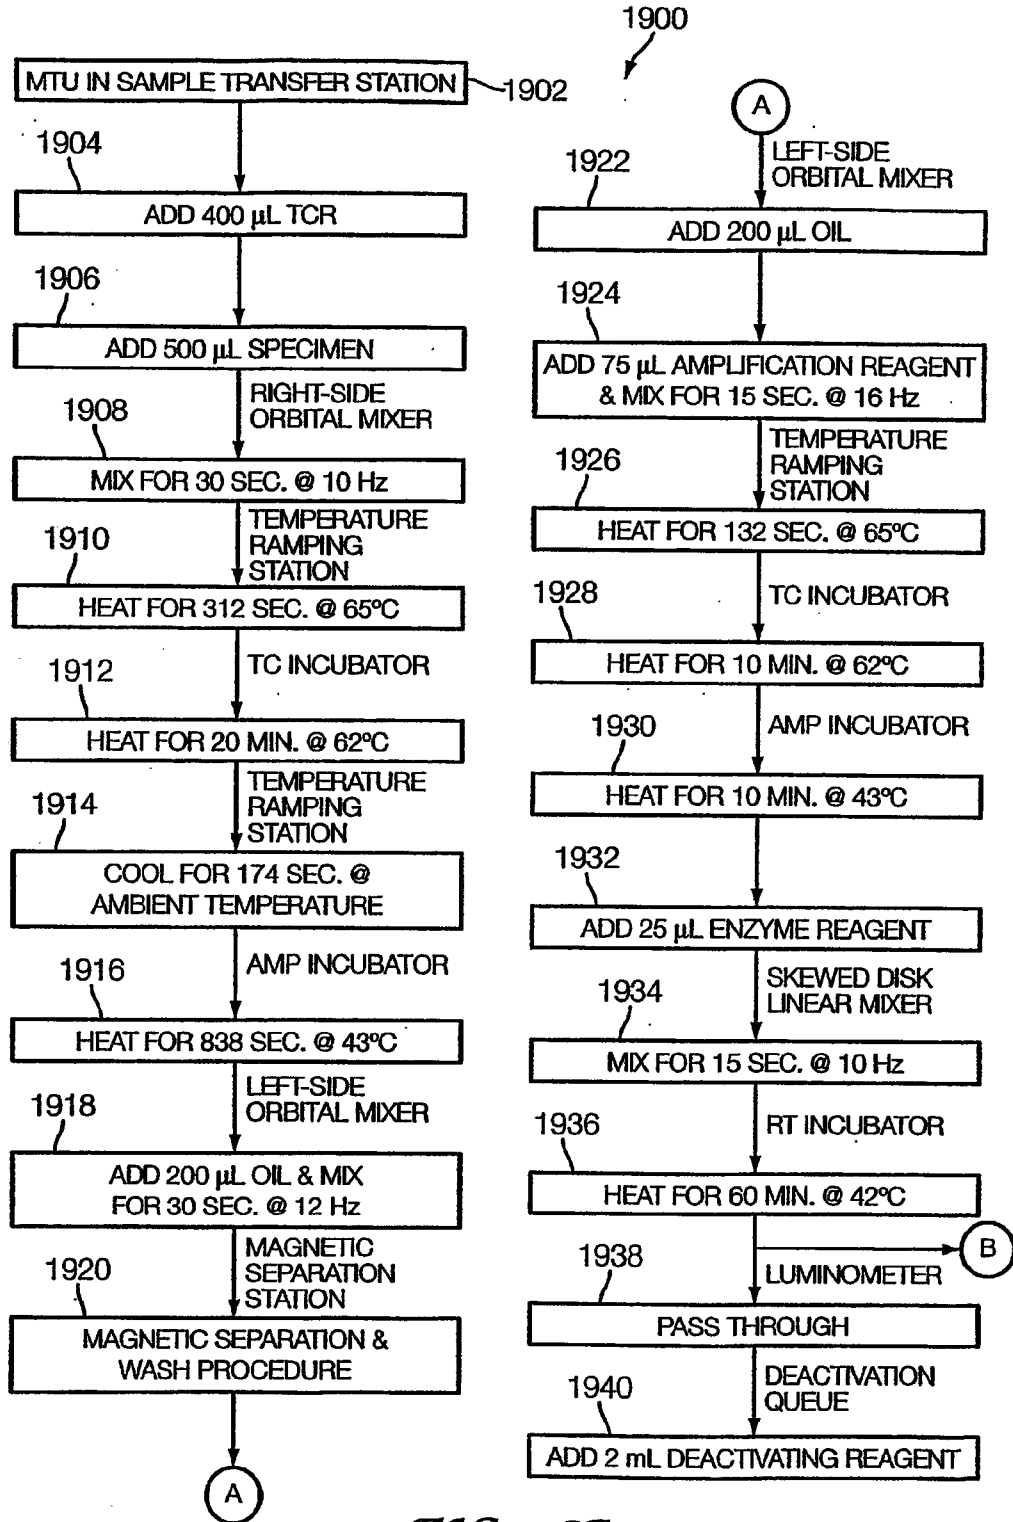 1900
MTU IN SAMPLE TRANSFER STATION
1902
1904
ADD 400 µL TCR
1906
ADD 500 µL SPECIMEN
RIGHT-SIDE
ORBITAL MIXER
1908
MIX FOR 30 SEC. @ 10 Hz
TEMPERATURE
RAMPING
STATION
1910
HEAT FOR 312 SEC. @ 65ºC
TC INCUBATOR
1912
HEAT FOR 20 MIN. @ 62ºC
TEMPERATURE
RAMPING
STATION
1914
COOL FOR 174 SEC. @
AMBIENT TEMPERATURE
AMP INCUBATOR
1916
HEAT FOR 838 SEC. @ 43ºC
LEFT-SIDE
ORBITAL MIXER
1918
ADD 200 µL OIL & MIX
FOR 30 SEC. @ 12 Hz
MAGNETIC
SEPARATION
STATION
1920
MAGNETIC SEPARATION &
WASH PROCEDURE
A
A
LEFT-SIDE
ORBITAL MIXER
1922
ADD 200 µL OIL
1924
ADD 75 µL AMPLIFICATION REAGENT
& MIX FOR 15 SEC. @ 16 Hz
TEMPERATURE
RAMPING
STATION
1926
HEAT FOR 132 SEC. @ 65ºC
TC INCUBATOR
1928
HEAT FOR 10 MIN. @ 62ºC
AMP INCUBATOR
1930
HEAT FOR 10 MIN. @ 43ºC
1932
ADD 25 µL ENZYME REAGENT
SKEWED DISK
LINEAR MIXER
1934
MIX FOR 15 SEC. @ 10 Hz
RT INCUBATOR
1936
HEAT FOR 60 MIN. @ 42ºC
B
1938
LUMINOMETER
PASS THROUGH
DEACTIVATION
QUEUE
1940
ADD 2 mL DEACTIVATING REAGENT